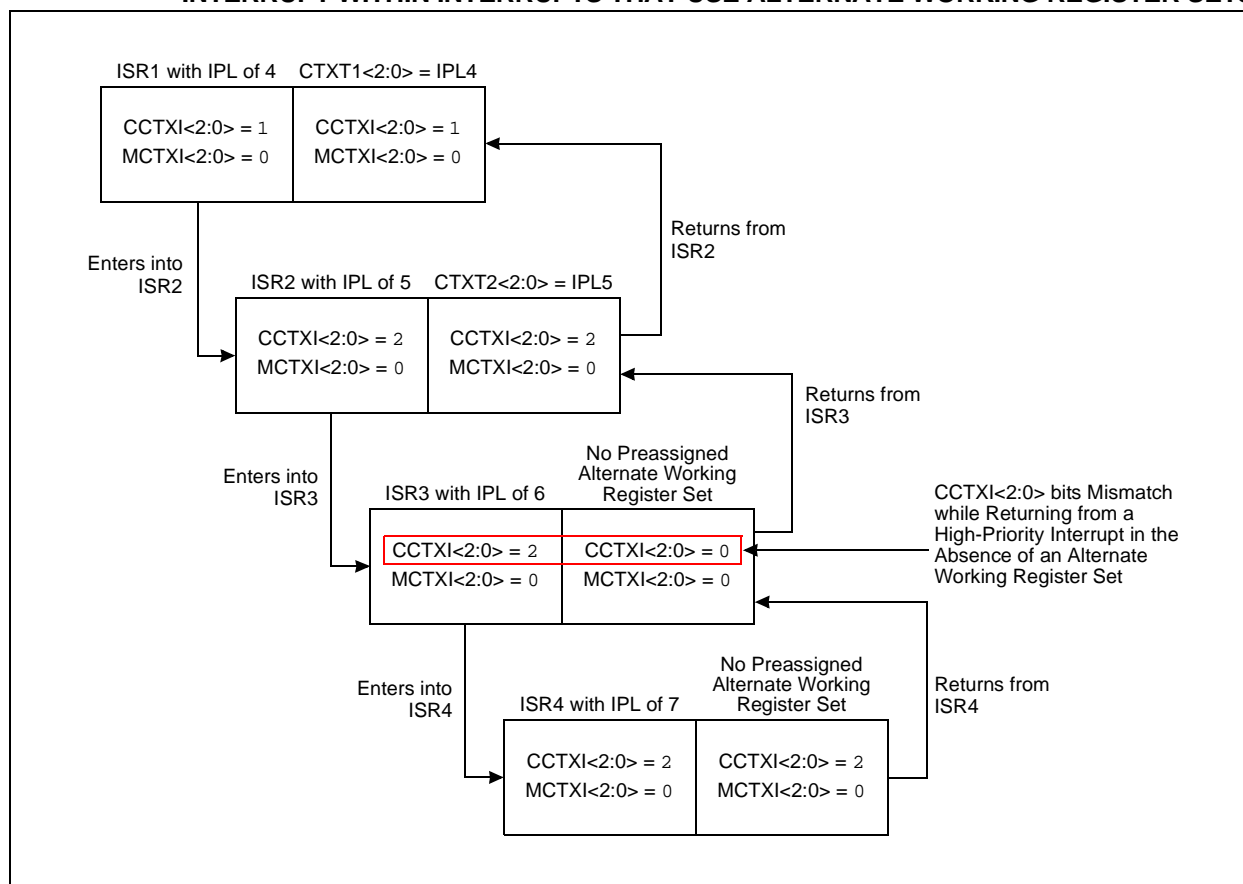 INTERRUPT WITHIN INTERRUPTS THAT USE ALTERNATE WORKING REGISTER SETS
ISR1 with IPL of 4
CTXT1<2:0> = IPL4
CCTXI<2:0> = 1
MCTXI<2:0> = 0
CCTXI<2:0> = 1
MCTXI<2:0> = 0
Enters into
ISR2
Returns from
ISR2
ISR2 with IPL of 5
CTXT2<2:0> = IPL5
CCTXI<2:0> = 2
MCTXI<2:0> = 0
CCTXI<2:0> = 2
MCTXI<2:0> = 0
Enters into
ISR3
Returns from
ISR3
ISR3 with IPL of 6
No Preassigned
Alternate Working
Register Set
CCTXI<2:0> = 2
MCTXI<2:0> = 0
CCTXI<2:0> = 0
MCTXI<2:0> = 0
CCTXI<2:0> bits Mismatch
while Returning from a
High-Priority Interrupt in the
Absence of an Alternate
Working Register Set
Enters into
ISR4
Returns from
ISR4
ISR4 with IPL of 7
No Preassigned
Alternate Working
Register Set
CCTXI<2:0> = 2
MCTXI<2:0> = 0
CCTXI<2:0> = 2
MCTXI<2:0> = 0